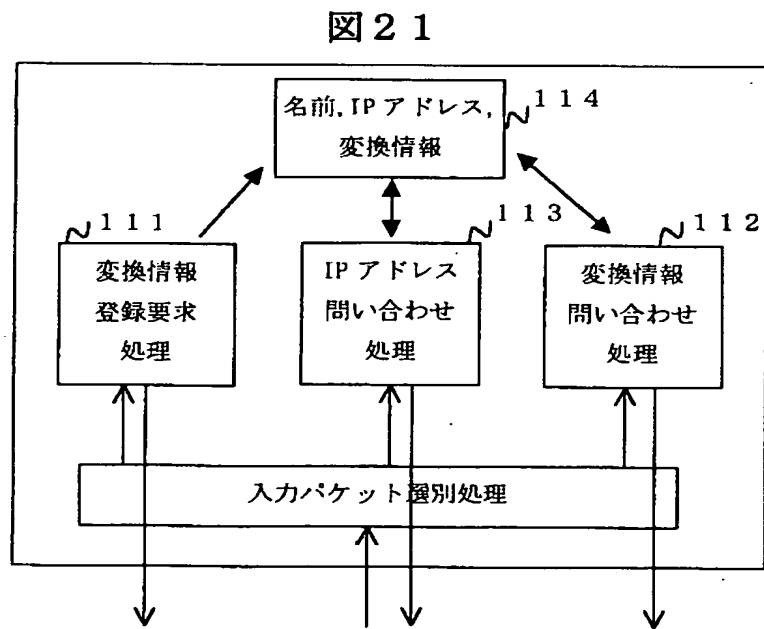 図２１
名前,IPアドレス,
変換情報
１１４
１１１
変換情報
登録要求
処理
１１３
IPアドレス
問い合わせ
処理
１１２
変換情報
問い合わせ
処理
入力パケット選別処理